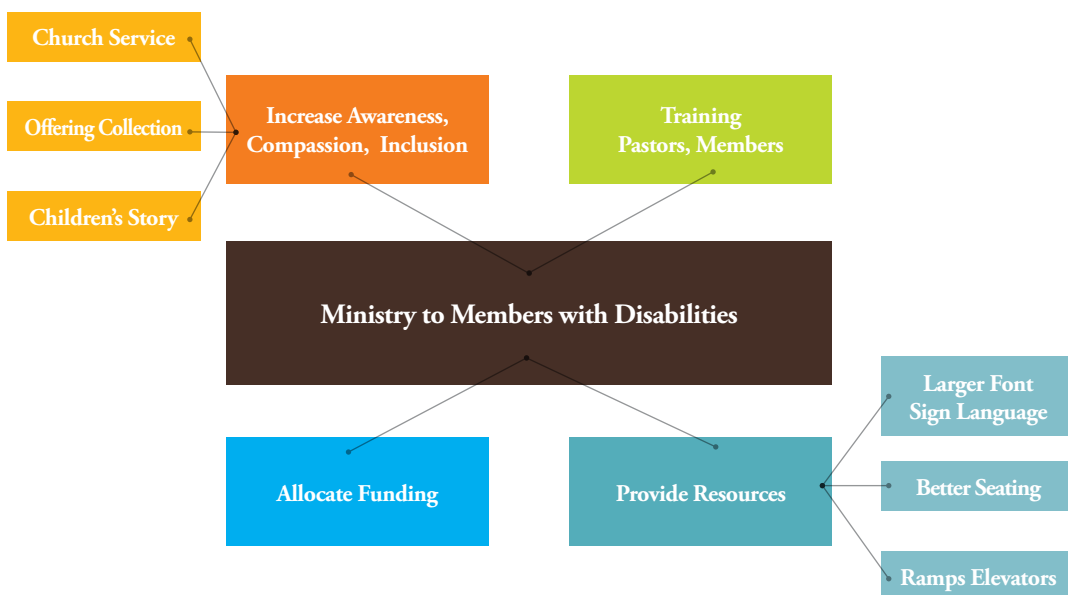 Church Service
Offering Collection
Children's Story
Increase Awareness,
Compassion, Inclusion
Training
Pastors, Members
Ministry to Members with Disabilities
Allocate Funding
Provide Resources
Larger Font
Sign Language
Better Seating
Ramps Elevators